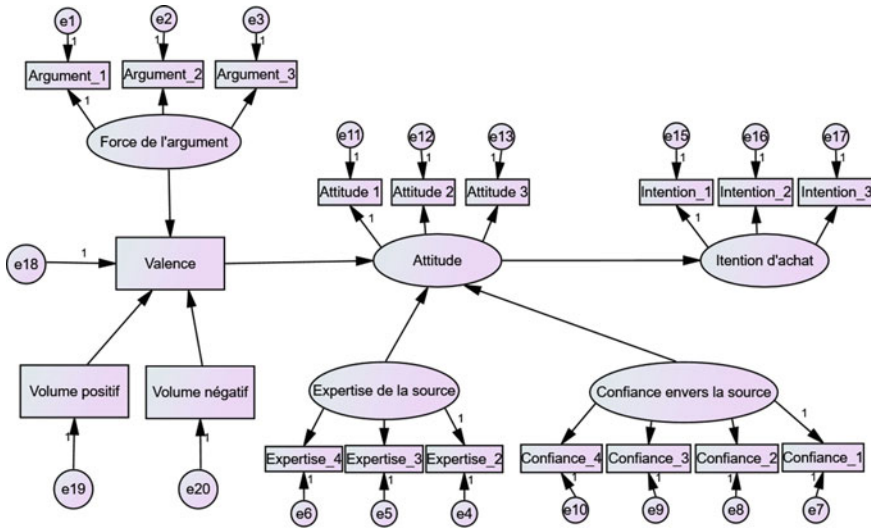 e1 e2 e3
1 1 1
Argument_1 Argument_2 Argument_3
1
Force de l'argument
e11 e12 e13 e15 e16 e17
1 1 1 1 1 1
Attitude 1 Attitude 2 Attitude 3 Intention_1 Intention_2 Intention_3
1 1
e18 1 Valence Attitude Itention d'achat
Volume positif Volume négatif Expertise de la source Confiance envers la source
1 1
Expertise_4 Expertise_3 Expertise_2 Confiance_4 Confiance_3 Confiance_2 Confiance_1
1 1
1 1 1 1 1 1 1
e19 e20 e6 e5 e4 e10 e9 e8 e7